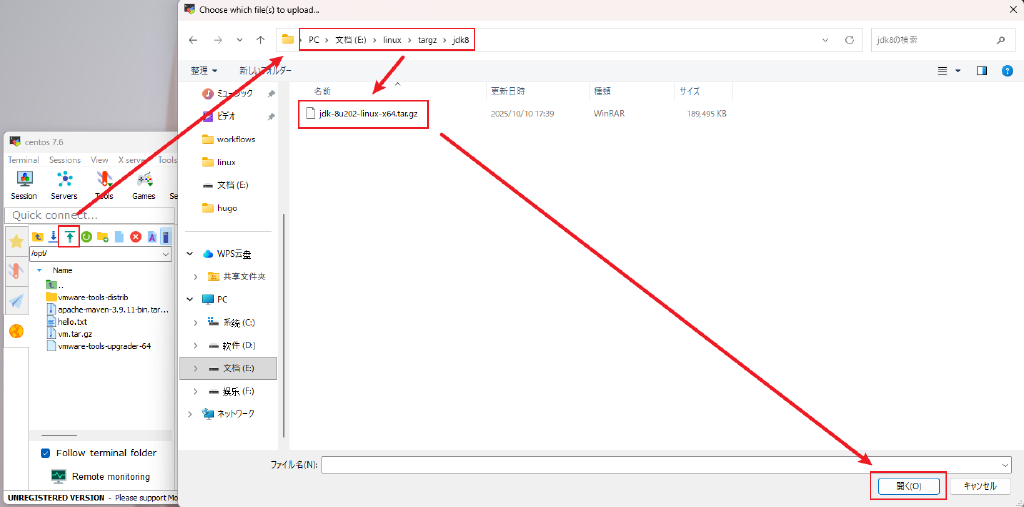 Choose which file(s) to upload...
PC > 文档 (E:) > linux > targz > jdk8
jdk8の検索
整理
新しいフォルダー
名前
更新日時
種類
サイズ
ミュージック
ビデオ
workflows
linux
文档 (E:)
hugo
WPS云盘
共享文件夹
PC
系统 (C:)
软件 (D:)
文档 (E:)
娱乐 (F:)
ネットワーク
jdk-8u202-linux-x64.tar.gz
2025/10/10 17:39
WinRAR
189,495 KB
ファイル名(N):
開く(O)
キャンセル
centos 7.6
Terminal Sessions View X server Tools
Session Servers Tools Games Se
Quick connect...
/opt/
Name
..
vmware-tools-distrib
apache-maven-3.9.11-bin.tar...
hello.txt
vm.tar.gz
vmware-tools-upgrader-64
Follow terminal folder
Remote monitoring
UNREGISTERED VERSION - Please support Mo